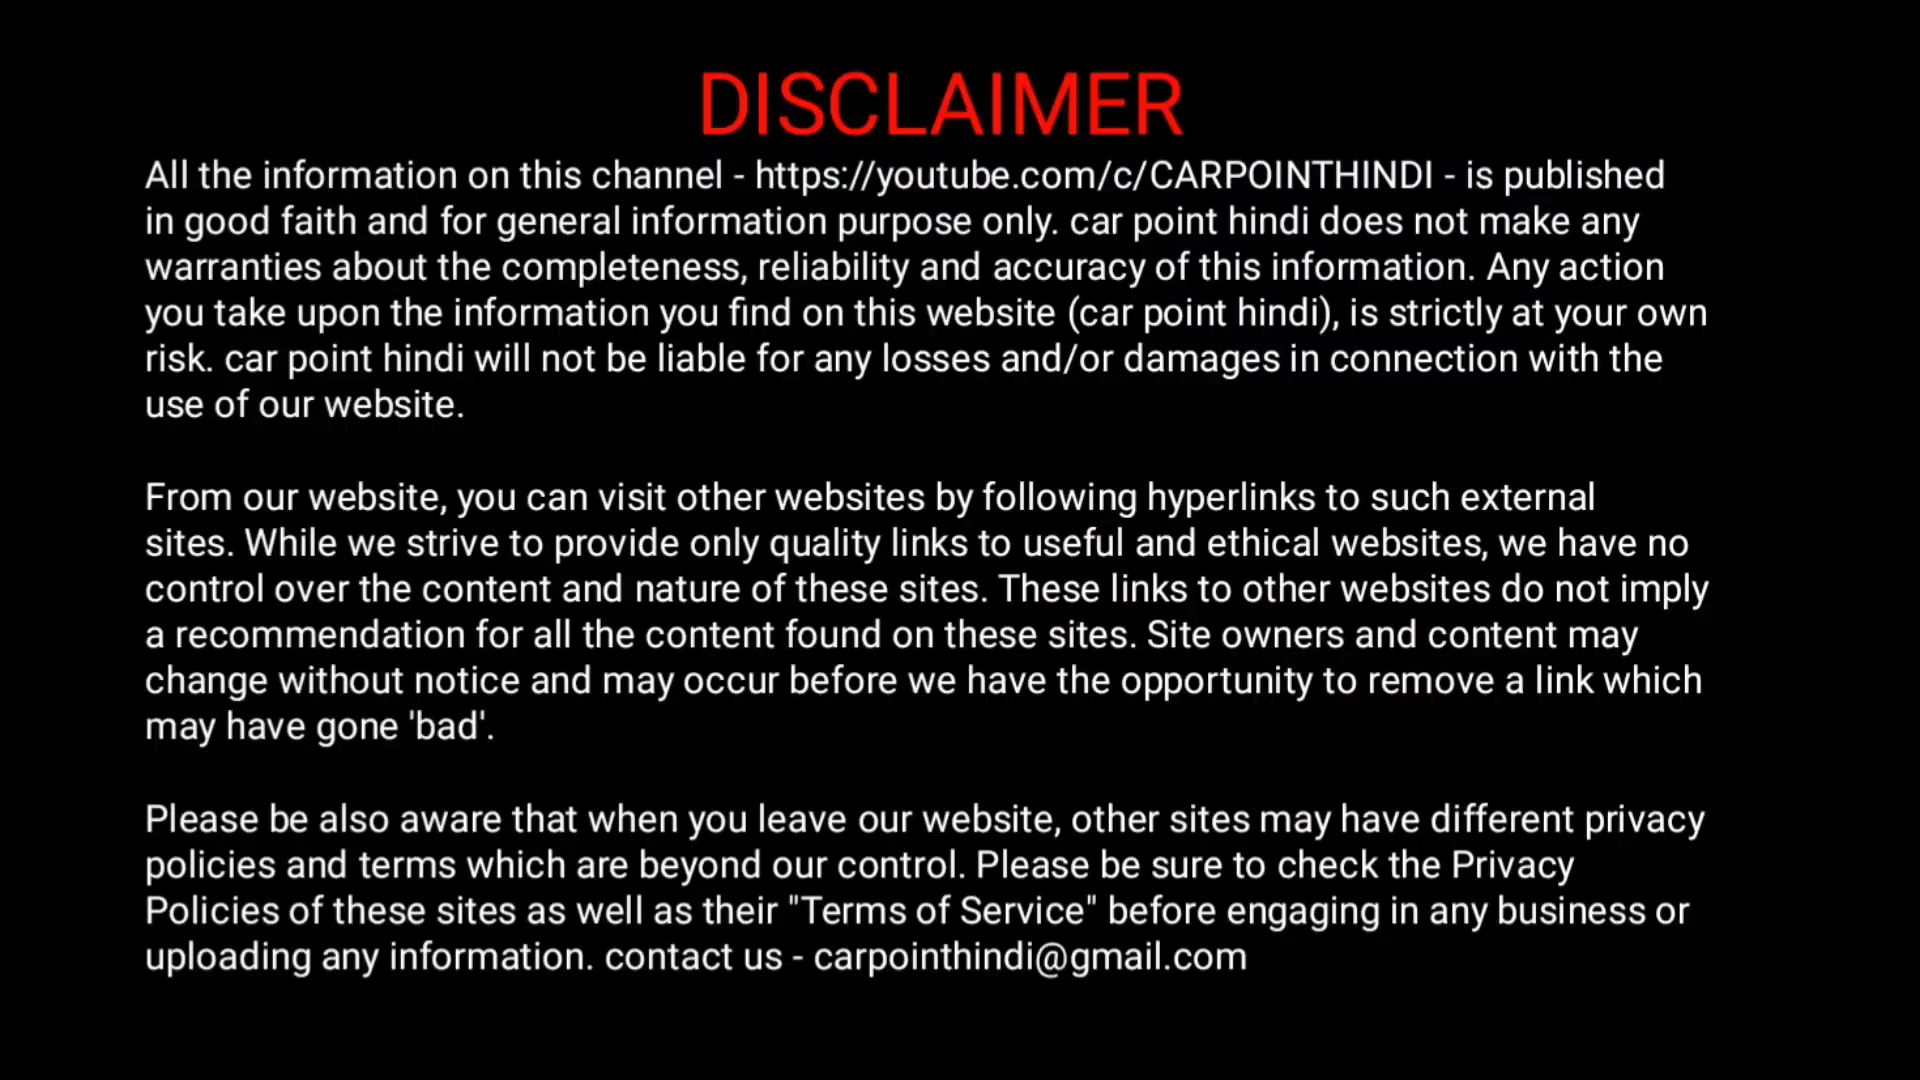 DISCLAIMER
All the information on this channel - https://youtube.com/c/CARPOINTHINDI - is published
in good faith and for general information purpose only. car point hindi does not make any
warranties about the completeness, reliability and accuracy of this information. Any action
you take upon the information you find on this website (car point hindi), is strictly at your own
risk. car point hindi will not be liable for any losses and/or damages in connection with the
use of our website.
From our website, you can visit other websites by following hyperlinks to such external
sites. While we strive to provide only quality links to useful and ethical websites, we have no
control over the content and nature of these sites. These links to other websites do not imply
a recommendation for all the content found on these sites. Site owners and content may
change without notice and may occur before we have the opportunity to remove a link which
may have gone 'bad'.
Please be also aware that when you leave our website, other sites may have different privacy
policies and terms which are beyond our control. Please be sure to check the Privacy
Policies of these sites as well as their "Terms of Service" before engaging in any business or
uploading any information. contact us - carpointhindi@gmail.com